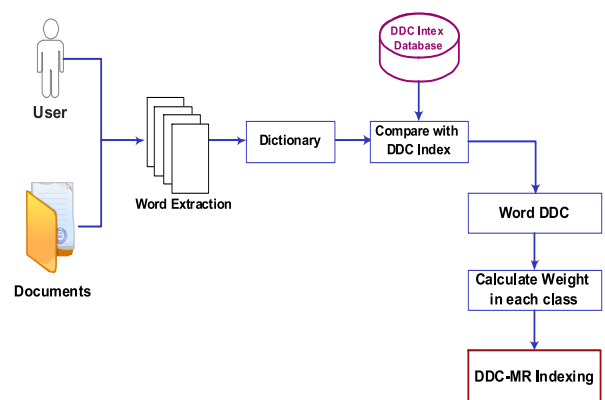 DDC Intex
Database
User
Dictionary
Compare with
DDC Index
Word Extraction
Word DDC
Documents
Calculate Weight
in each class
DDC-MR Indexing